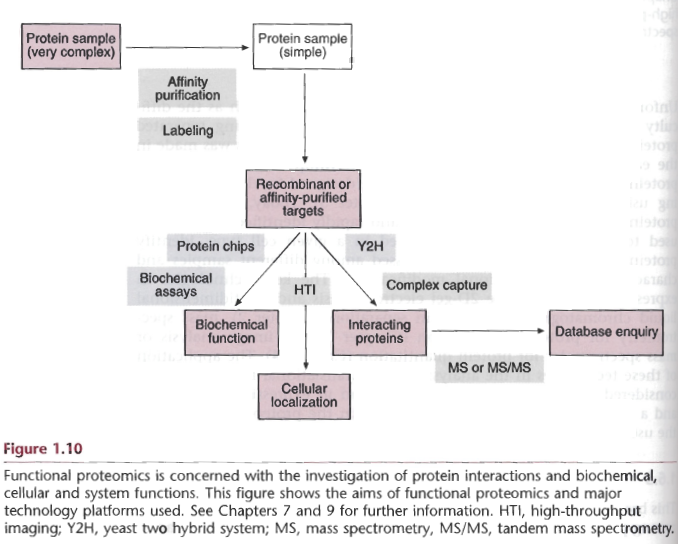 Protein sample
(very complex)
Protein sample
(simple)
Affinity
purification
Labeling
Recombinant or
affinity-purified
targets
Protein chips
Y2H
Biochemical
assays
HTI
Complex capture
Biochemical
function
Interacting
proteins
Database enquiry
MS or MS/MS
Cellular
localization
Figure 1.10
Functional proteomics is concerned with the investigation of protein interactions and biochemical,
cellular and system functions. This figure shows the aims of functional proteomics and major
technology platforms used. See Chapters 7 and 9 for further information. HTI, high-throughput
imaging; Y2H, yeast two hybrid system; MS, mass spectrometry, MS/MS, tandem mass spectrometry.